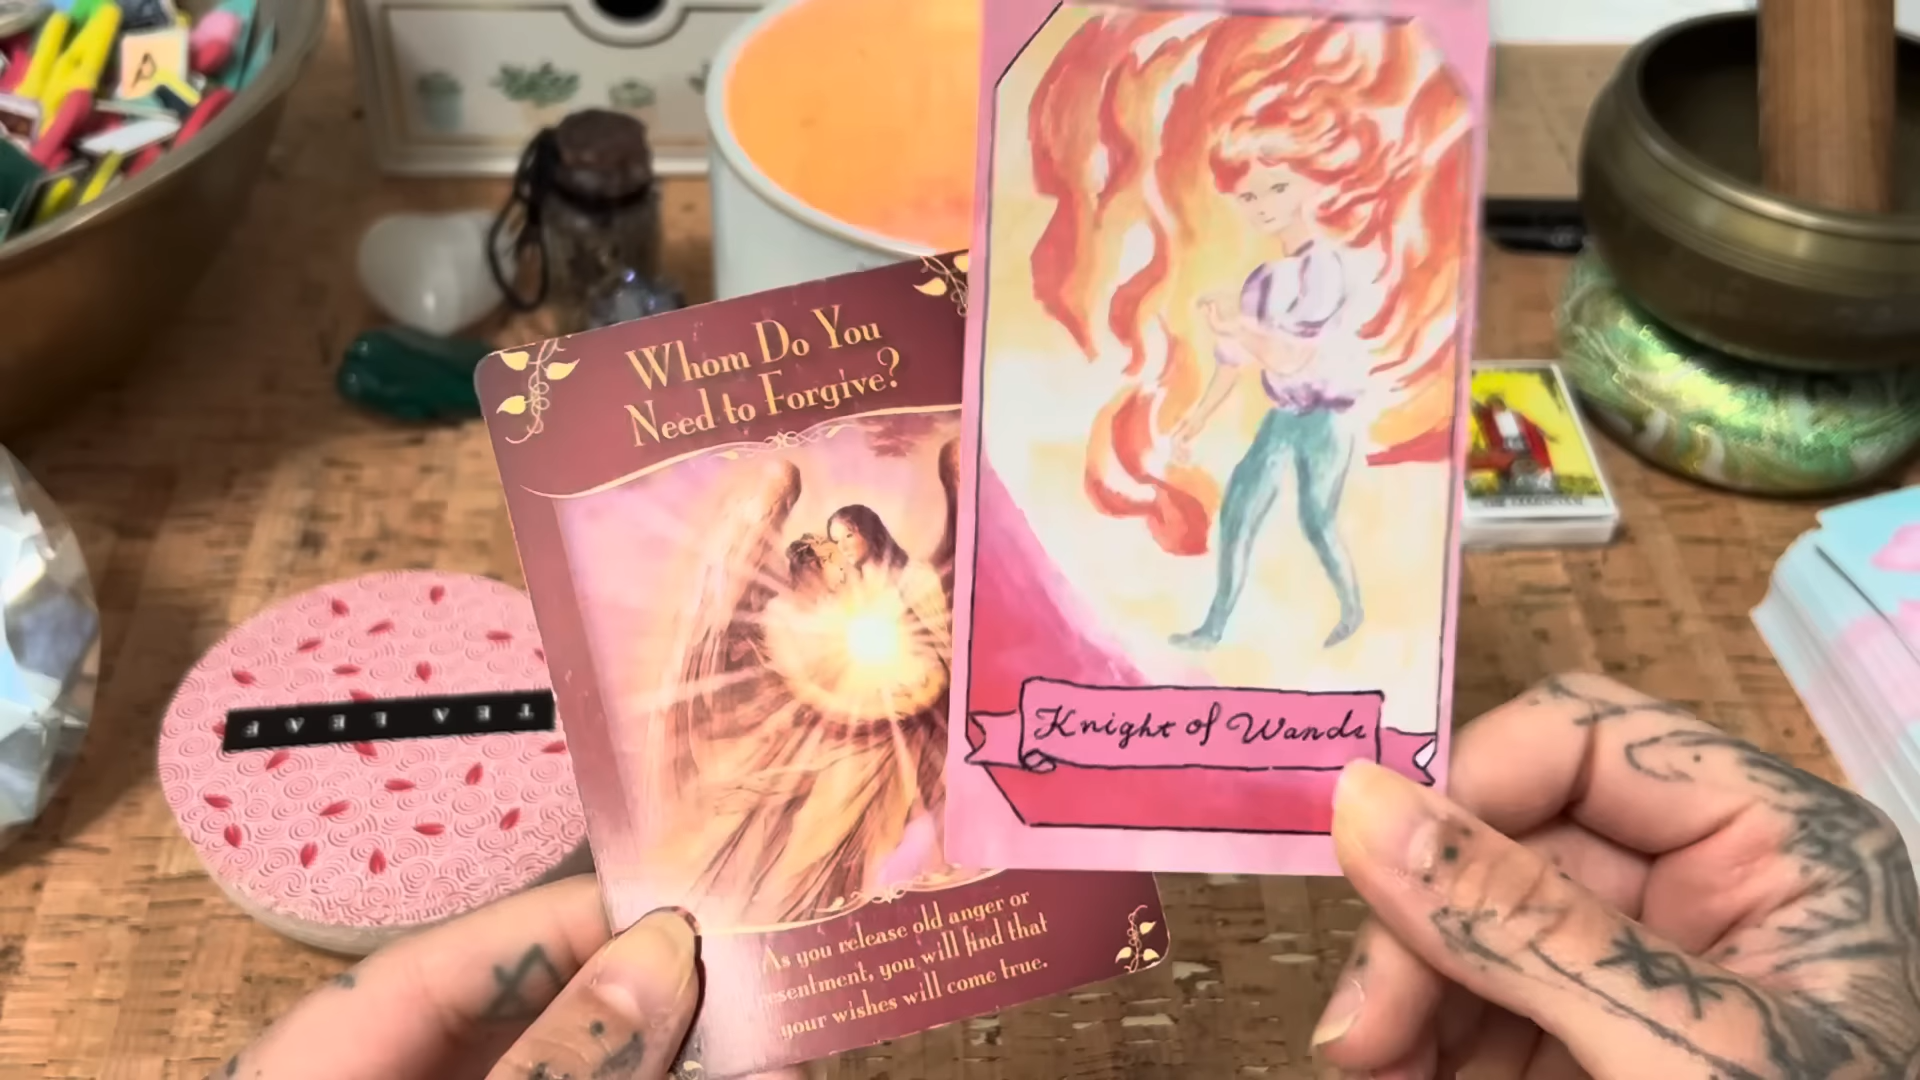 A
Whom Do You
Need to Forgive?
As you release old anger or
resentment, you will find that
your wishes will come true.
Knight of Wands
TEA LEAF